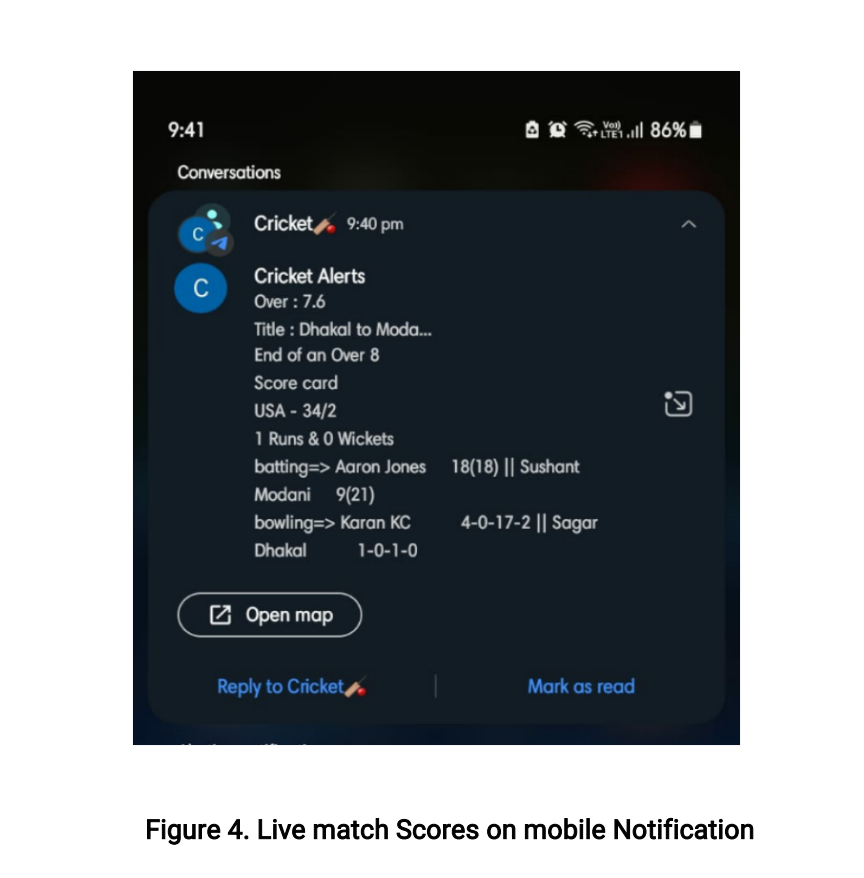 9:41 Vo) LTE1 86%
Conversations
C Cricket 9:40 pm
C Cricket Alerts
Over : 7.6
Title : Dhakal to Moda...
End of an Over 8
Score card
USA - 34/2
1 Runs & 0 Wickets
batting=> Aaron Jones 18(18) || Sushant
Modani 9(21)
bowling=> Karan KC 4-0-17-2 || Sagar
Dhakal 1-0-1-0
Open map
Reply to Cricket Mark as read
Figure 4. Live match Scores on mobile Notification